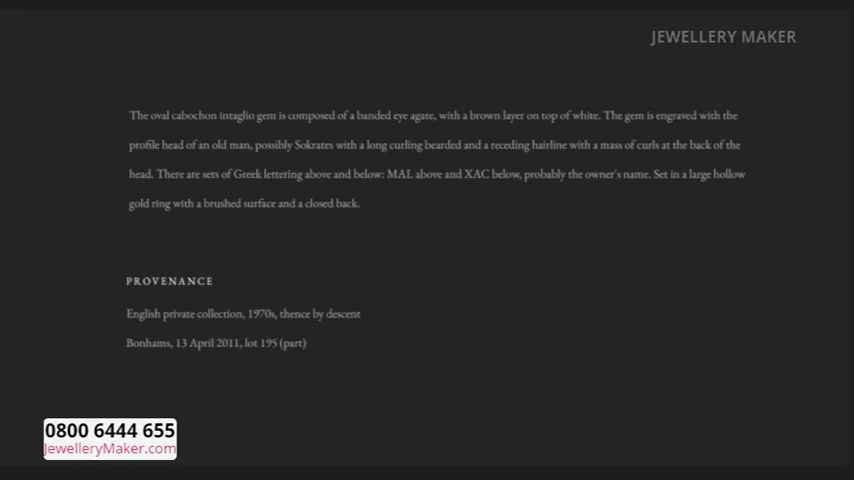 JEWELLERY MAKER
The oval cabochon intaglio gem is composed of a banded eye agate, with a brown layer on top of white. The gem is engraved with the
profile head of an old man, possibly Sokrates with a long curling bearded and a receding hairline with a mass of curls at the back of the
head. There are sets of Greek lettering above and below: MAL above and XAC below, probably the owner's name. Set in a large hollow
gold ring with a brushed surface and a closed back.
PROVENANCE
English private collection, 1970s, thence by descent
Bonhams, 13 April 2011, lot 195 (part)
0800 6444 655
JewelleryMaker.com